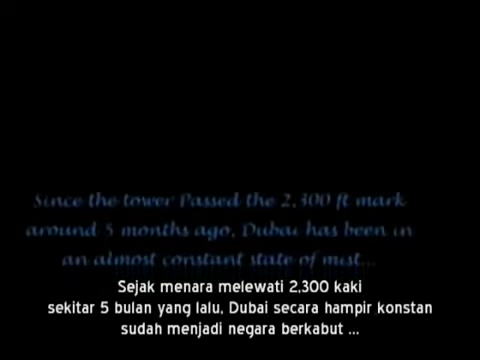 Since the tower Passed the 2,300 ft mark
around 5 months ago, Dubai has been in
an almost constant state of mist...
Sejak menara melewati 2,300 kaki
sekitar 5 bulan yang lalu, Dubai secara hampir konstan
sudah menjadi negara berkabut ...